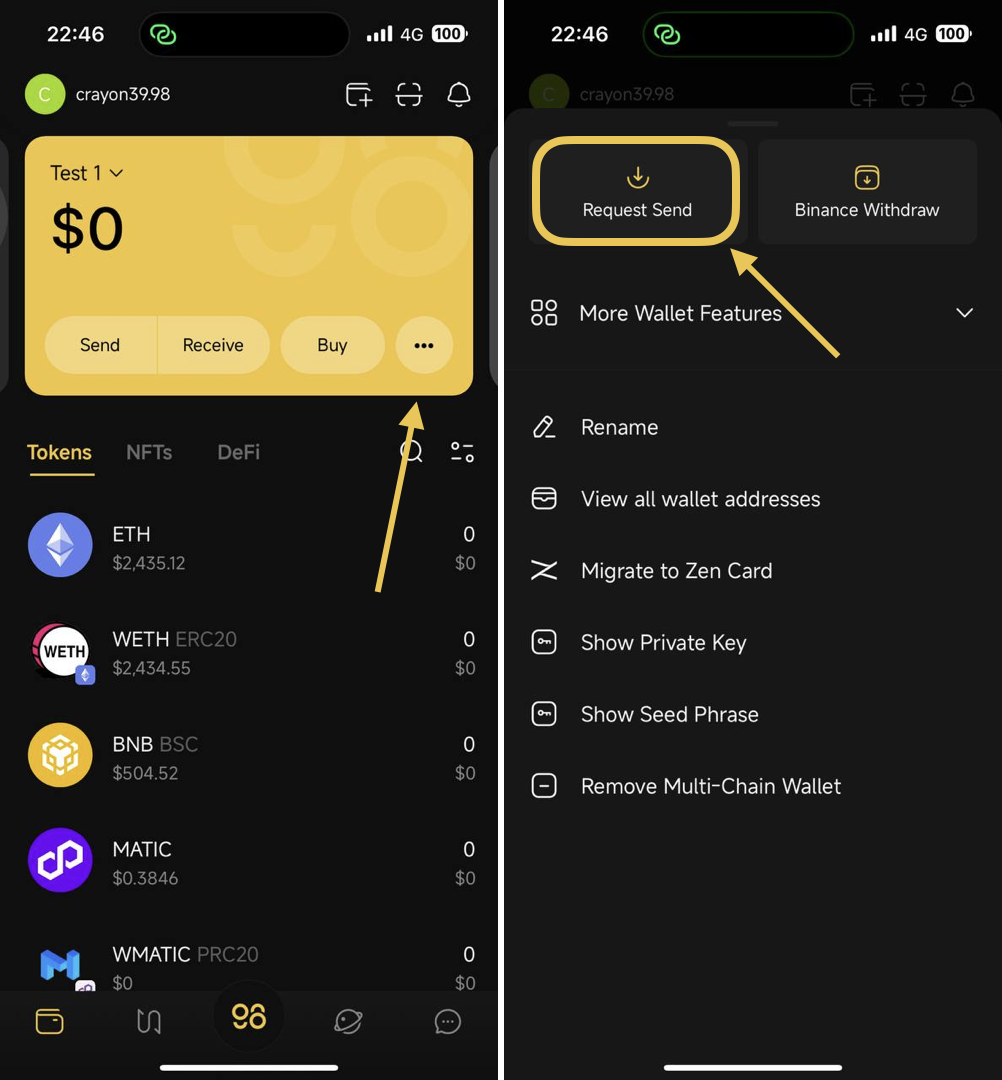 22:46
4G 100
C crayon39.98
Test 1
$0
Send Receive Buy
Tokens NFTs DeFi
ETH 0
$2,435.12 $0
WETH
WETH ERC20 0
$2,434.55 $0
BNB BSC 0
$504.52 $0
MATIC 0
$0.3846 $0
WMATIC PRC20 0
$0 $0
22:46
4G 100
C crayon39.98
Request Send Binance Withdraw
More Wallet Features
Rename
View all wallet addresses
Migrate to Zen Card
Show Private Key
Show Seed Phrase
Remove Multi-Chain Wallet